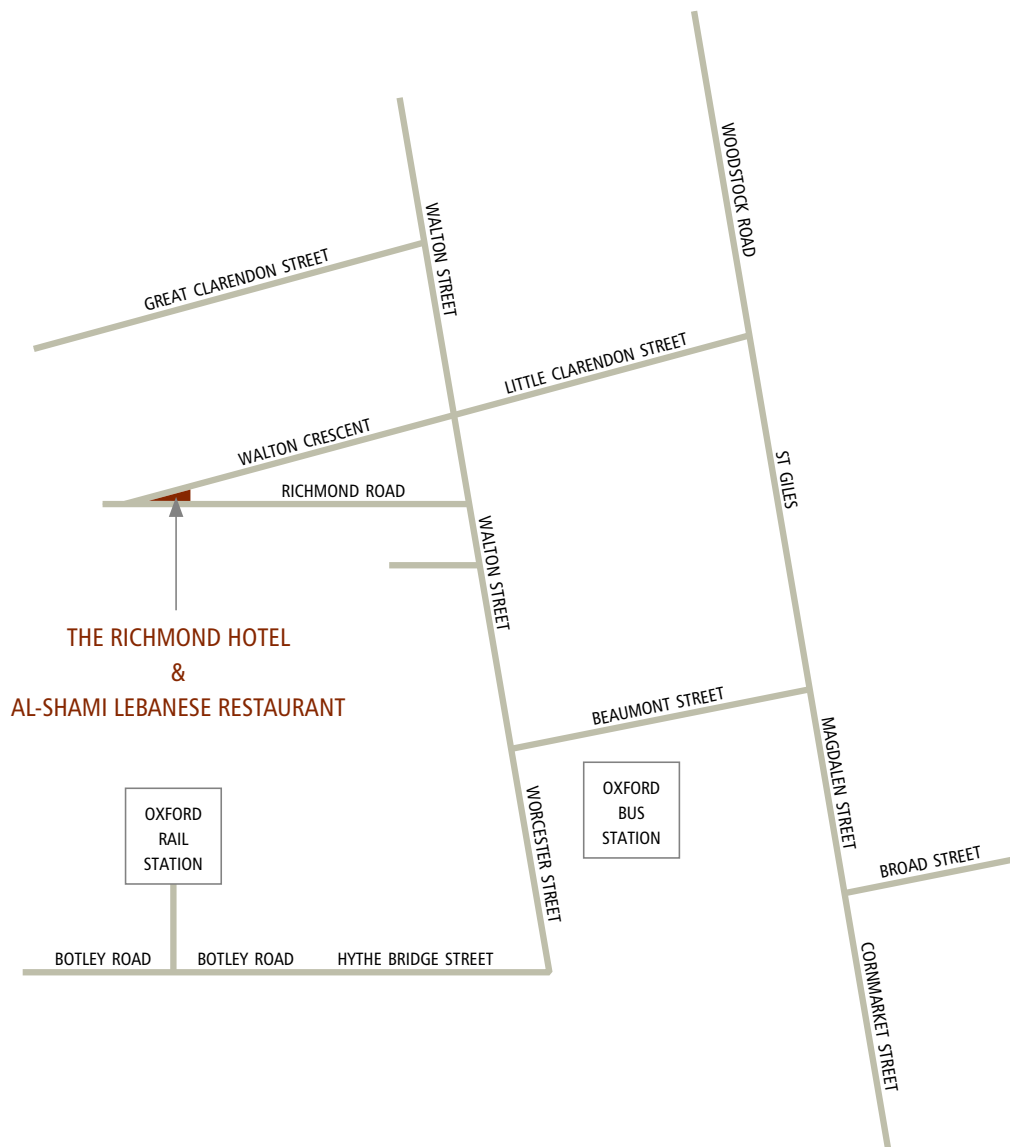 WOODSTOCK ROAD
WALTON STREET
GREAT CLARENDON STREET
LITTLE CLARENDON STREET
WALTON CRESCENT
ST GILES
RICHMOND ROAD
WALTON STREET
THE RICHMOND HOTEL
&
AL-SHAMI LEBANESE RESTAURANT
BEAUMONT STREET
MAGDALEN STREET
OXFORD
RAIL
STATION
OXFORD
BUS
STATION
WORCESTER STREET
BROAD STREET
BOTLEY ROAD
BOTLEY ROAD
HYTHE BRIDGE STREET
CORNMARKET STREET